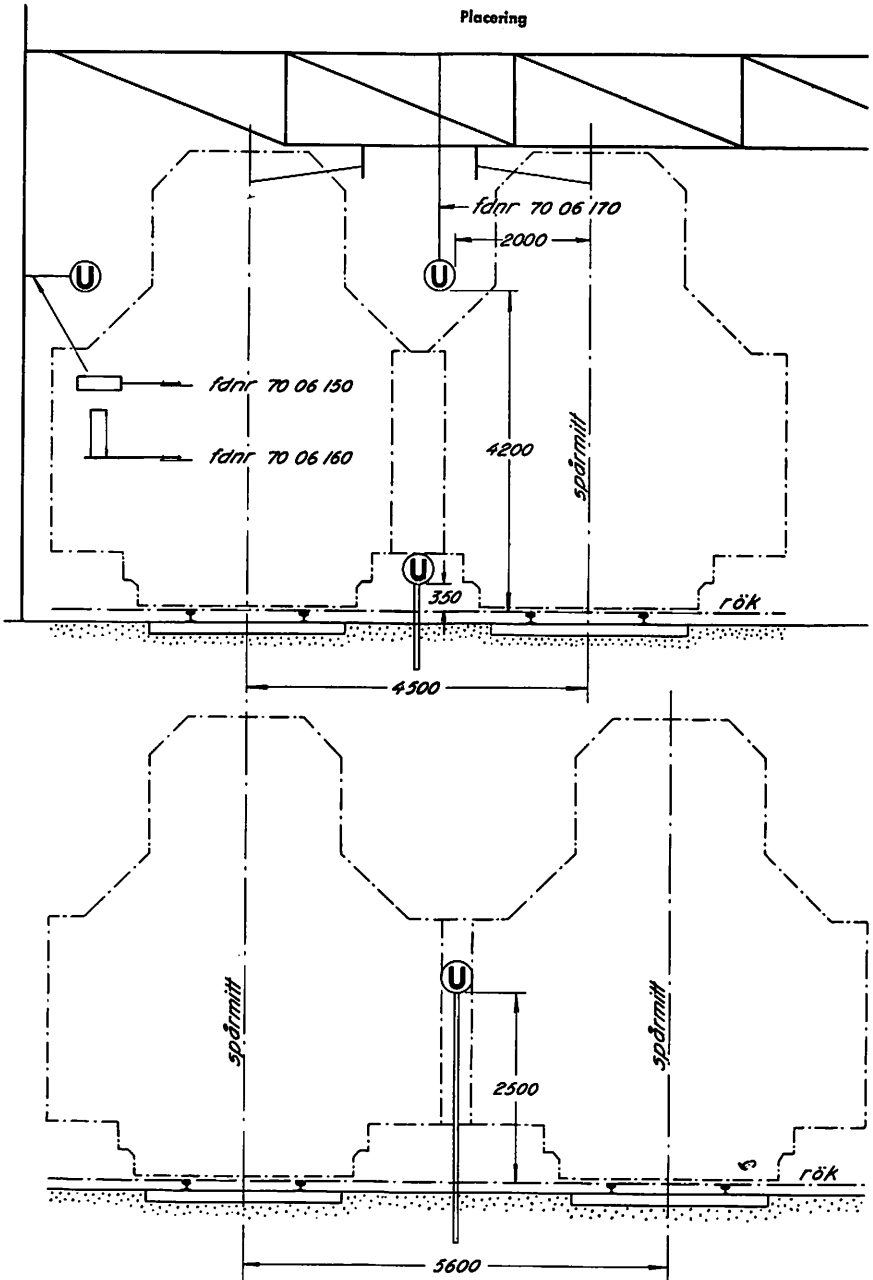 Placering
fdnr 70 06 170
2000
U
U
fdnr 70 06 150
4200
spårmitt
fdnr 70 06 160
U
350
rök
4500
U
spårmitt
spårmitt
2500
rök
5600